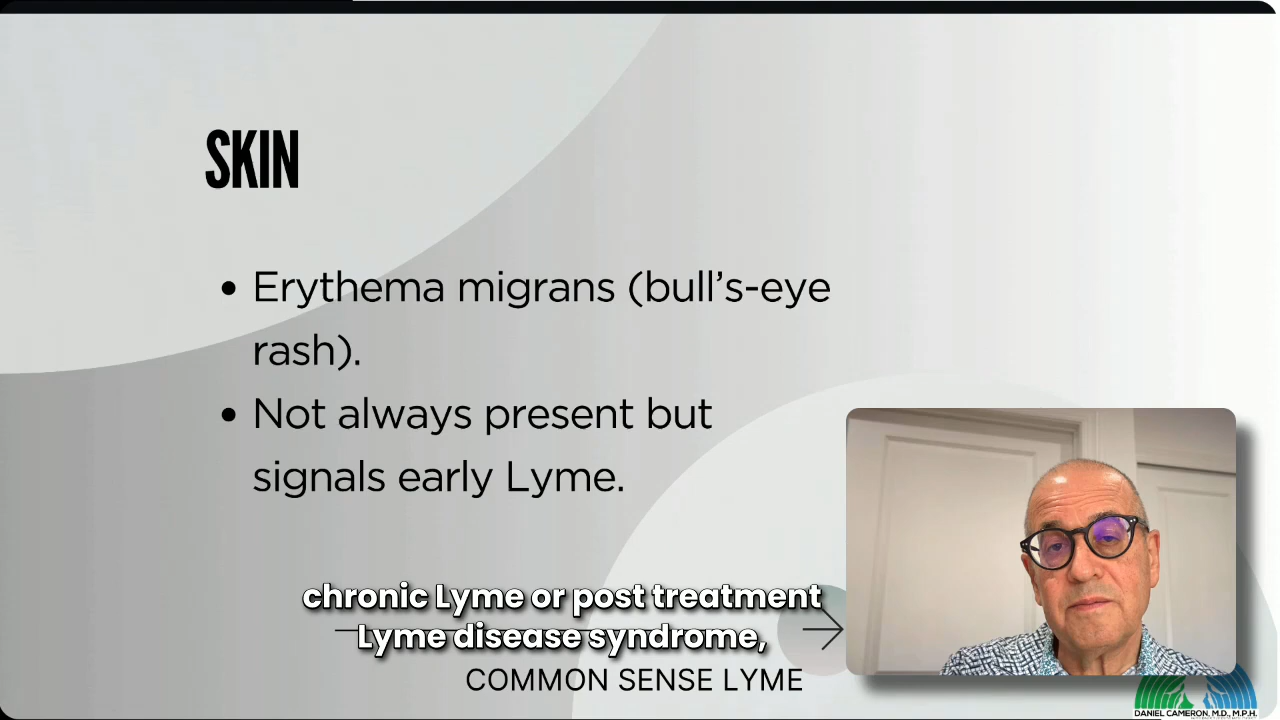 SKIN
• Erythema migrans (bull’s-eye
rash).
• Not always present but
signals early Lyme.
chronic Lyme or post treatment
Lyme disease syndrome,
COMMON SENSE LYME
DANIEL CAMERON, M.D., M.P.H.